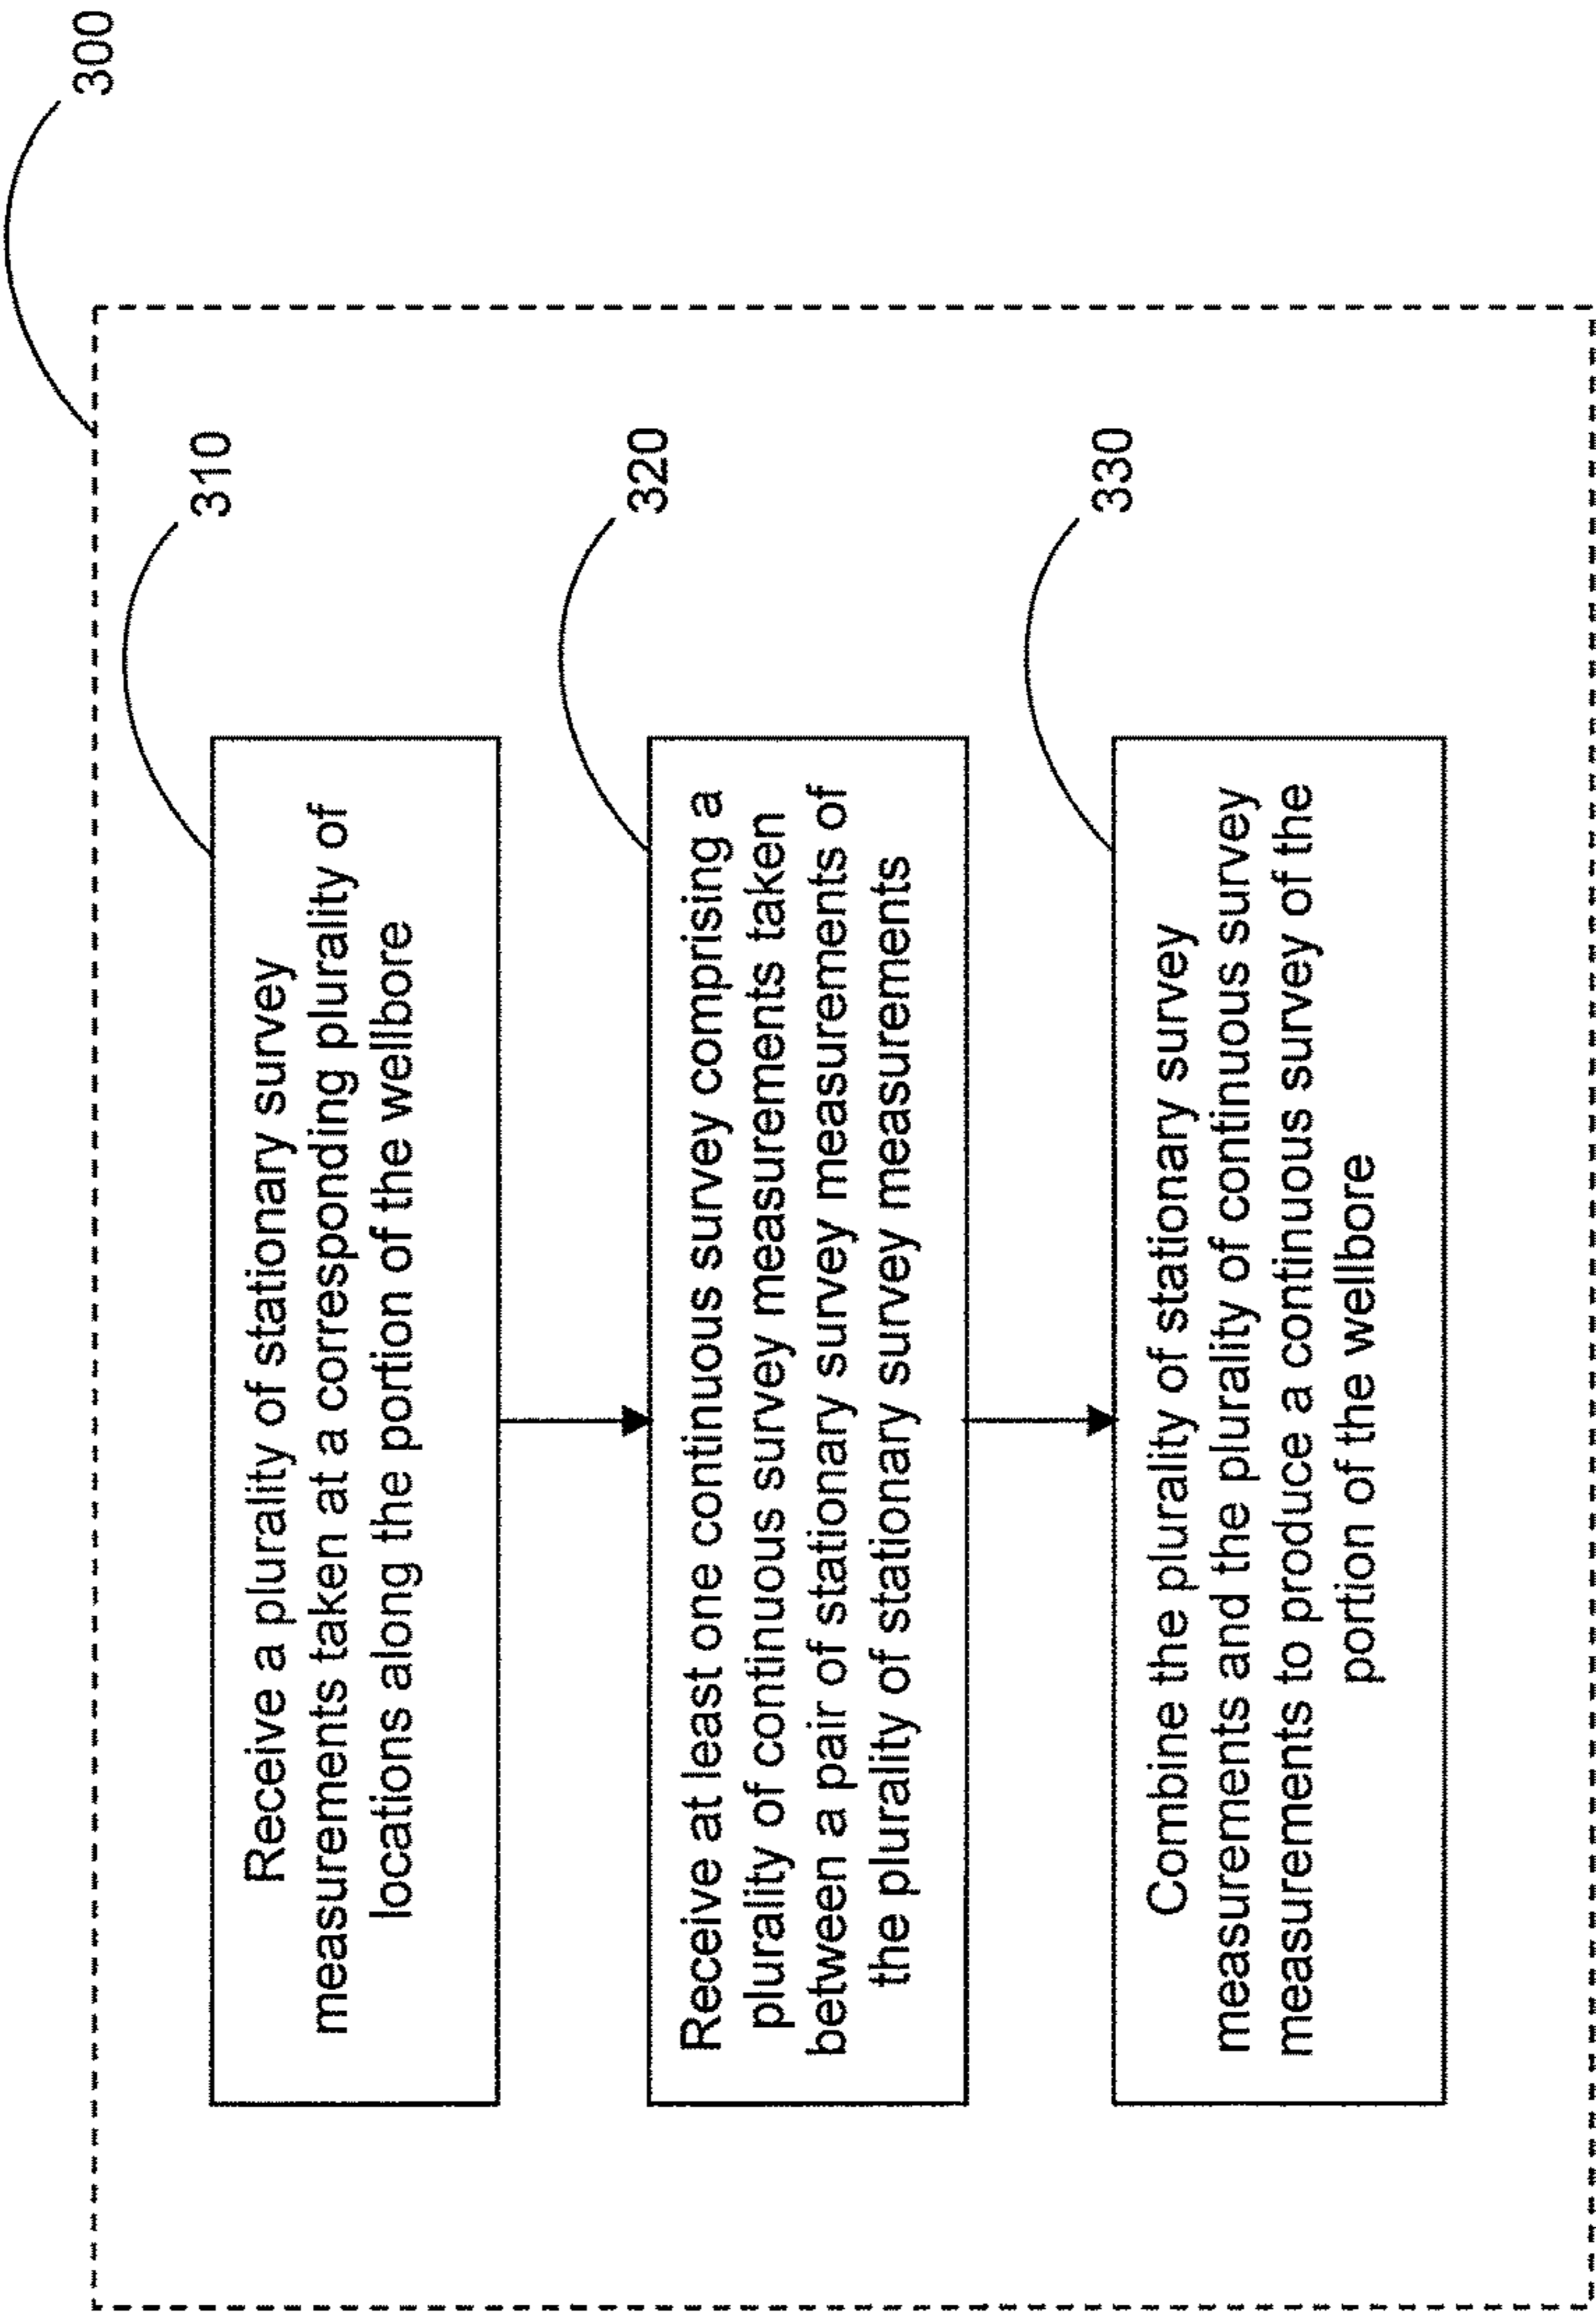 300
310
Receive a plurality of stationary survey
measurements taken at a corresponding plurality of
locations along the portion of the wellbore
320
Receive at least one continuous survey comprising a
plurality of continuous survey measurements taken
between a pair of stationary survey measurements of
the plurality of stationary survey measurements
330
Combine the plurality of stationary survey
measurements and the plurality of continuous survey
measurements to produce a continuous survey of the
portion of the wellbore